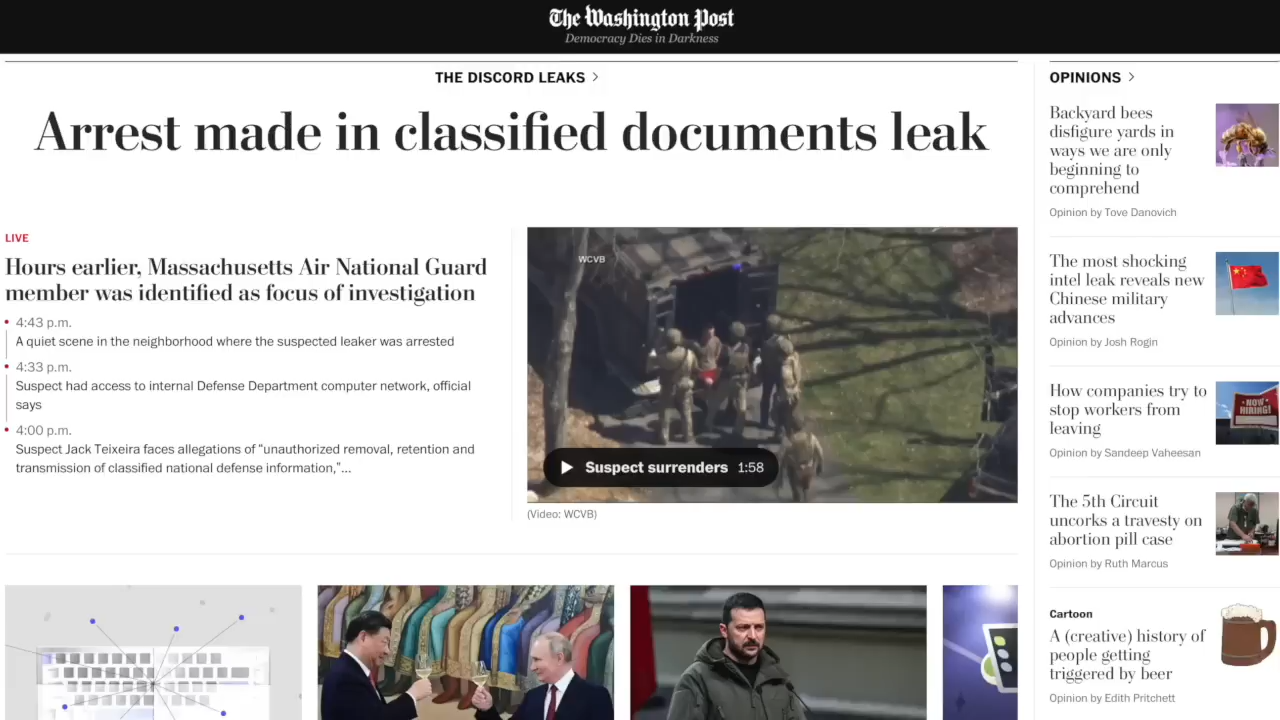 The Washington Post
Democracy Dies in Darkness
THE DISCORD LEAKS >
Arrest made in classified documents leak
LIVE
Hours earlier, Massachusetts Air National Guard
member was identified as focus of investigation
4:43 p.m.
A quiet scene in the neighborhood where the suspected leaker was arrested
4:33 p.m.
Suspect had access to internal Defense Department computer network, official
says
4:00 p.m.
Suspect Jack Teixeira faces allegations of “unauthorized removal, retention and
transmission of classified national defense information,”...
WCVB
Suspect surrenders 1:58
(Video: WCVB)
OPINIONS >
Backyard bees
disfigure yards in
ways we are only
beginning to
comprehend
Opinion by Tove Danovich
The most shocking
intel leak reveals new
Chinese military
advances
Opinion by Josh Rogin
How companies try to
stop workers from
leaving
Opinion by Sandeep Vaheesan
NOW
HIRING!
The 5th Circuit
uncorks a travesty on
abortion pill case
Opinion by Ruth Marcus
Cartoon
A (creative) history of
people getting
triggered by beer
Opinion by Edith Pritchett